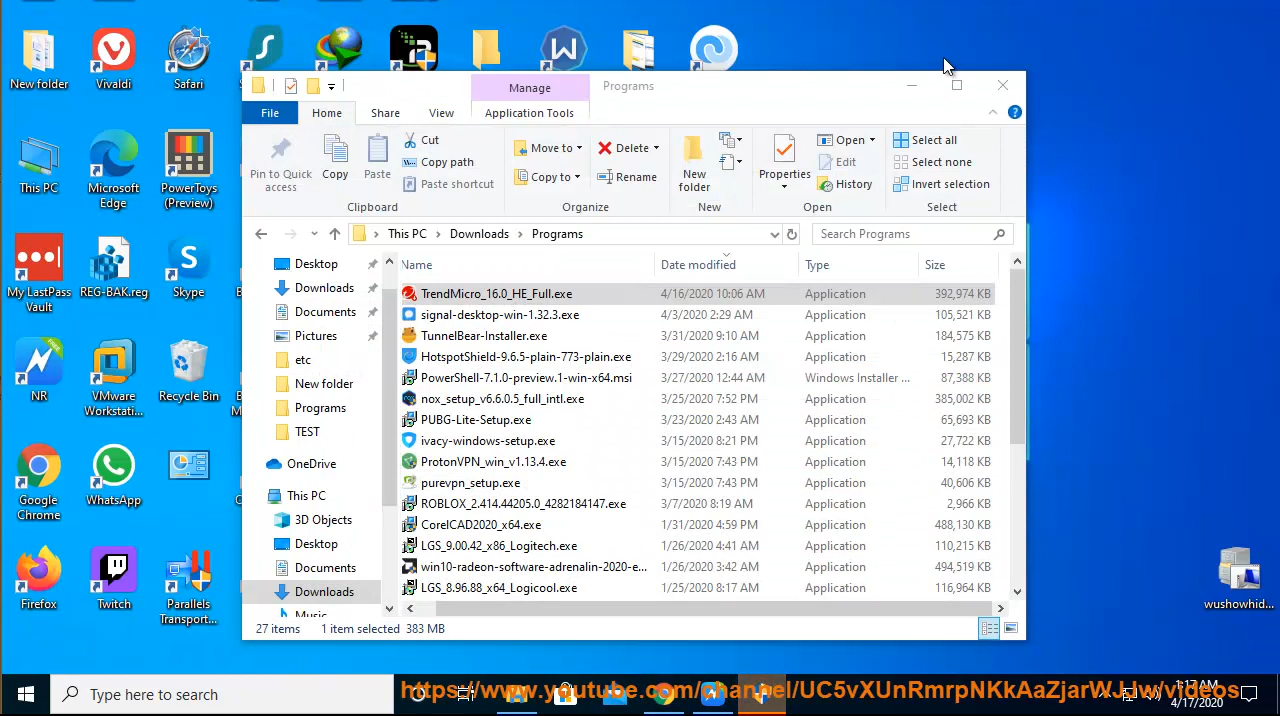 New folder
Vivaldi
Safari
Manage
Programs
File
Home
Share
View
Application Tools
Pin to Quick access
Copy
Paste
Cut
Copy path
Paste shortcut
Move to
Copy to
Delete
Rename
New folder
Properties
Open
Edit
History
Select all
Select none
Invert selection
Clipboard
Organize
New
Open
Select
This PC
Microsoft Edge
PowerToys (Preview)
This PC > Downloads > Programs
Search Programs
Name
Date modified
Type
Size
My LastPass Vault
REG-BAK.reg
Skype
Desktop
Downloads
Documents
Pictures
etc
New folder
Programs
TEST
OneDrive
This PC
3D Objects
Desktop
Documents
Downloads
TrendMicro_16.0_HE_Full.exe 4/16/2020 10:06 AM Application 392,974 KB
signal-desktop-win-1.32.3.exe 4/3/2020 2:29 AM Application 105,521 KB
TunnelBear-Installer.exe 3/31/2020 9:10 AM Application 184,575 KB
HotspotShield-9.6.5-plain-773-plain.exe 3/29/2020 2:16 AM Application 15,287 KB
PowerShell-7.1.0-preview.1-win-x64.msi 3/27/2020 12:44 AM Windows Installer ... 87,388 KB
nox_setup_v6.6.0.5_full_intl.exe 3/25/2020 7:52 PM Application 385,002 KB
PUBG-Lite-Setup.exe 3/23/2020 2:43 AM Application 65,693 KB
ivacy-windows-setup.exe 3/15/2020 8:21 PM Application 27,722 KB
ProtonVPN_win_v1.13.4.exe 3/15/2020 7:43 PM Application 14,118 KB
purevpn_setup.exe 3/15/2020 7:43 PM Application 40,606 KB
ROBLOX_2.414.44205.0_4282184147.exe 3/7/2020 8:19 AM Application 2,966 KB
CorelCAD2020_x64.exe 1/31/2020 4:59 PM Application 488,130 KB
LGS_9.00.42_x86_Logitech.exe 1/26/2020 4:41 AM Application 110,215 KB
win10-radeon-software-adrenalin-2020-e... 1/26/2020 3:42 AM Application 494,519 KB
LGS_8.96.88_x64_Logicool.exe 1/25/2020 8:17 AM Application 116,964 KB
NR
VMware Workstati...
Recycle Bin
Google Chrome
WhatsApp
Firefox
Twitch
Parallels Transport...
wushowhid...
27 items
1 item selected 383 MB
Type here to search
https://www.youtube.com/channel/UC5vXUnRmrpNKkAaZjarWJHw/videos
1:17 AM
4/17/2020